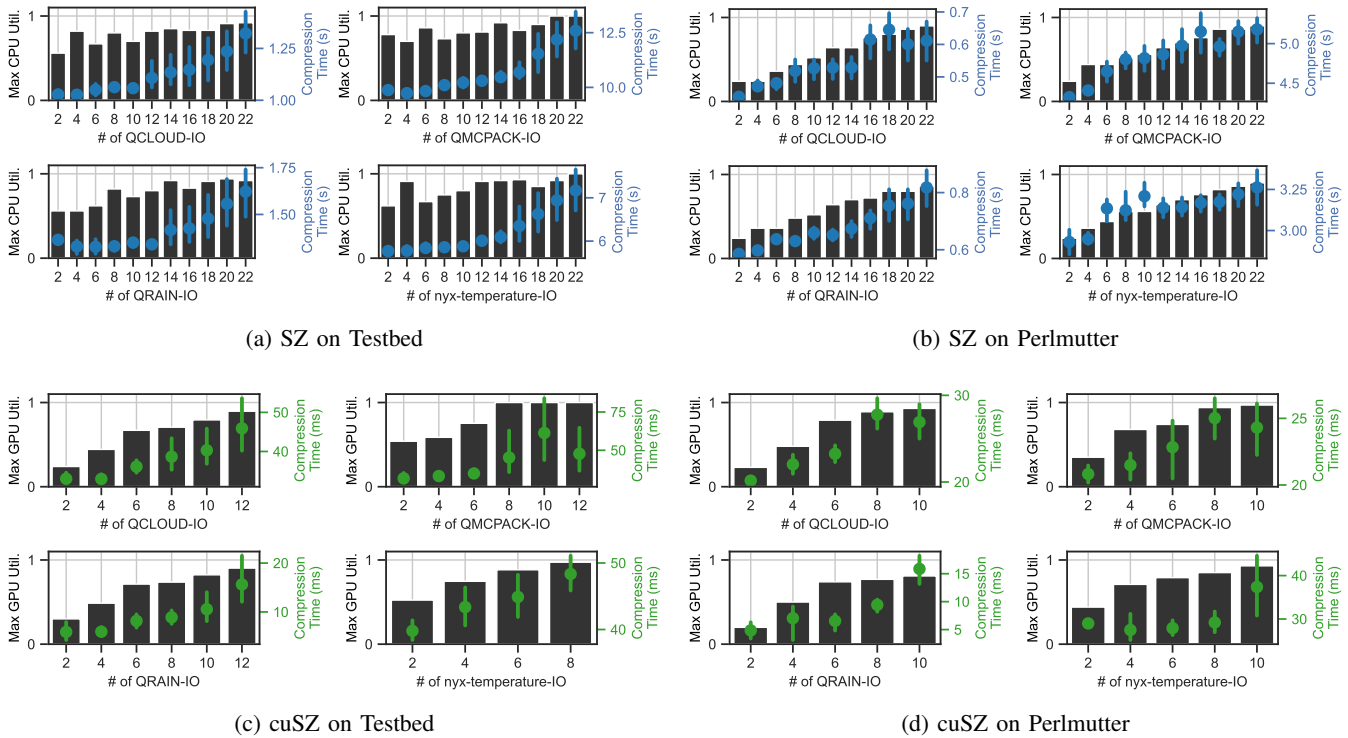 Max CPU Util.
1
0
2 4 6 8 10 12 14 16 18 20 22
# of QCLOUD-IO
1.25
1.00
Compression
Time (s)
Max CPU Util.
1
0
2 4 6 8 10 12 14 16 18 20 22
# of QMCPACK-IO
12.5
10.0
Compression
Time (s)
Max CPU Util.
1
0
2 4 6 8 10 12 14 16 18 20 22
# of QRAIN-IO
1.75
1.50
Compression
Time (s)
Max CPU Util.
1
0
2 4 6 8 10 12 14 16 18 20 22
# of nyx-temperature-IO
7
6
Compression
Time (s)
(a) SZ on Testbed
Max CPU Util.
1
0
2 4 6 8 10 12 14 16 18 20 22
# of QCLOUD-IO
0.7
0.6
0.5
Compression
Time (s)
Max CPU Util.
1
0
2 4 6 8 10 12 14 16 18 20 22
# of QMCPACK-IO
5.0
4.5
Compression
Time (s)
Max CPU Util.
1
0
2 4 6 8 10 12 14 16 18 20 22
# of QRAIN-IO
0.8
0.6
Compression
Time (s)
Max CPU Util.
1
0
2 4 6 8 10 12 14 16 18 20 22
# of nyx-temperature-IO
3.25
3.00
Compression
Time (s)
(b) SZ on Perlmutter
Max GPU Util.
1
0
2 4 6 8 10 12
# of QCLOUD-IO
50
40
Compression
Time (ms)
Max GPU Util.
1
0
2 4 6 8 10 12
# of QMCPACK-IO
75
50
Compression
Time (ms)
Max GPU Util.
1
0
2 4 6 8 10 12
# of QRAIN-IO
20
10
Compression
Time (ms)
Max GPU Util.
1
0
2 4 6 8
# of nyx-temperature-IO
50
40
Compression
Time (ms)
(c) cuSZ on Testbed
Max GPU Util.
1
0
2 4 6 8 10
# of QCLOUD-IO
30
20
Compression
Time (ms)
Max GPU Util.
1
0
2 4 6 8 10
# of QMCPACK-IO
25
20
Compression
Time (ms)
Max GPU Util.
1
0
2 4 6 8 10
# of QRAIN-IO
15
10
5
Compression
Time (ms)
Max GPU Util.
1
0
2 4 6 8 10
# of nyx-temperature-IO
40
30
Compression
Time (ms)
(d) cuSZ on Perlmutter